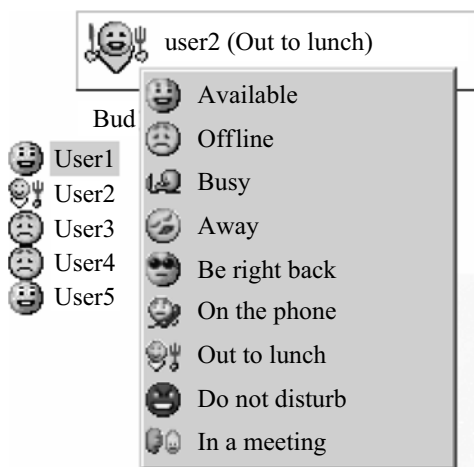 user2 (Out to lunch)
Bud
User1
User2
User3
User4
User5
Available
Offline
Busy
Away
Be right back
On the phone
Out to lunch
Do not disturb
In a meeting